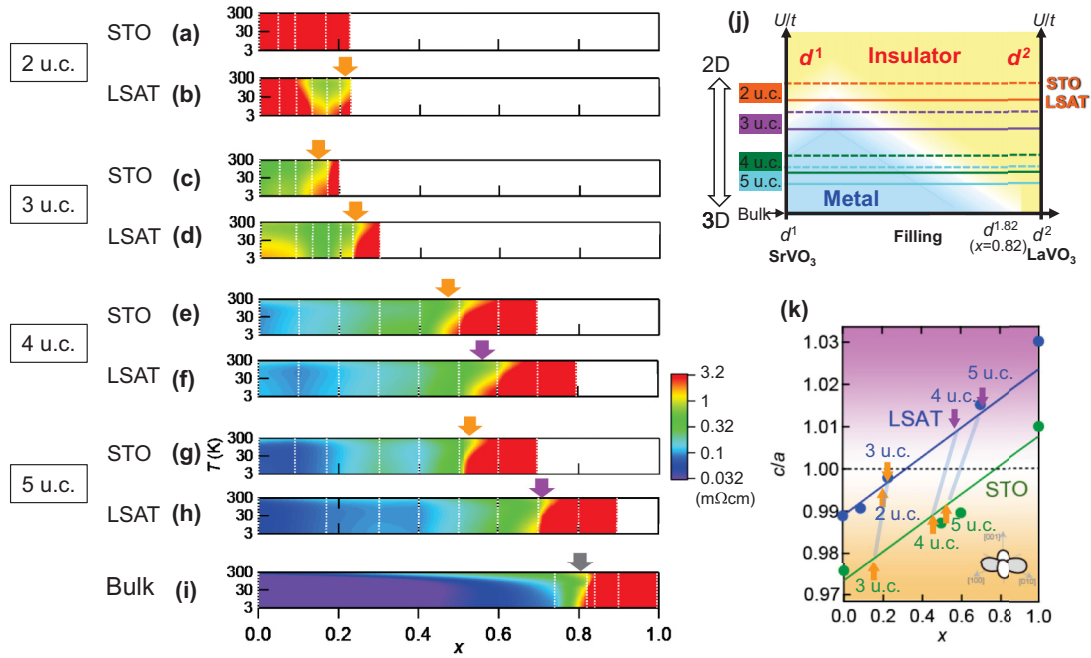 2 u.c.
STO (a)
300
30
3
LSAT (b)
300
30
3
3 u.c.
STO (c)
300
30
3
LSAT (d)
300
30
3
4 u.c.
STO (e)
300
30
3
LSAT (f)
300
30
3
5 u.c.
STO (g)
300
30
3
T (K)
LSAT (h)
300
30
3
Bulk (i)
300
30
3
0.0 0.2 0.4 0.6 0.8 1.0
x
3.2
1
0.32
0.1
0.032
(mΩcm)
(j)
U/t U/t
d¹ Insulator d²
2D
STO
2 u.c. LSAT
3 u.c.
4 u.c.
5 u.c.
Metal
3D
Bulk
d¹ Filling d^1.82 d²
SrVO₃ (x=0.82) LaVO₃
(k)
1.03
1.02
1.00
0.99
0.98
0.97
c/a
5 u.c.
4 u.c.
LSAT
3 u.c.
STO
2 u.c.
5 u.c.
4 u.c.
3 u.c.
[001]
[100] [010]
0.0 0.2 0.4 0.6 0.8 1.0
x